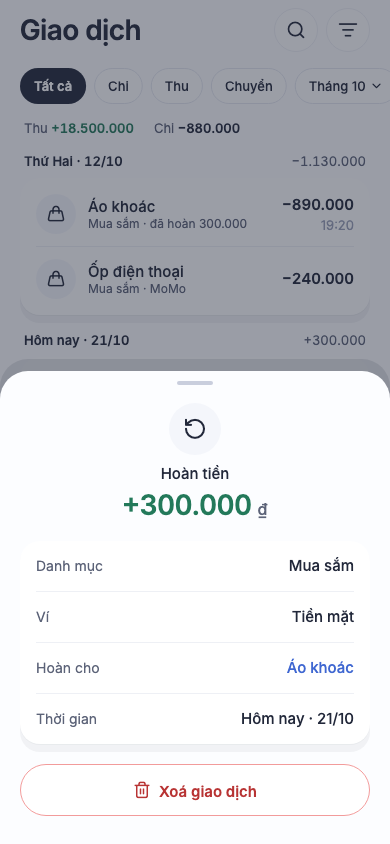 Giao dịch
Tất cả
Chi
Thu
Chuyển
Tháng 10
Thu +18.500.000 Chi −880.000
Thứ Hai · 12/10 −1.130.000
Áo khoác −890.000
Mua sắm · đã hoàn 300.000 19:20
Ốp điện thoại −240.000
Mua sắm · MoMo
Hôm nay · 21/10 +300.000
Hoàn tiền
+300.000 ₫
Danh mục Mua sắm
Ví Tiền mặt
Hoàn cho Áo khoác
Thời gian Hôm nay · 21/10
Xoá giao dịch